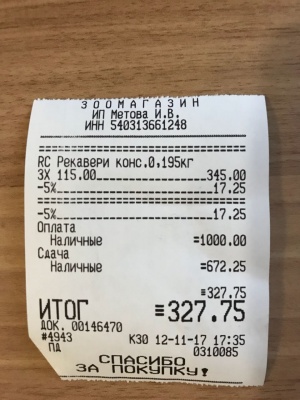 ЗООМАГАЗИН
ИП Метова И.В.
ИНН 540313661248
RC Рекавери конс.0.195кг
3X 115.00 345.00
-5% 17.25
-5% 17.25
Оплата
Наличные =1000.00
Сдача
Наличные =672.25
≡327.75
ИТОГ ≡327.75
ДОК. 00146470
#4943 К30 12-11-17 17:35
ПД 0310085
СПАСИБО
ЗА ПОКУПКУ!